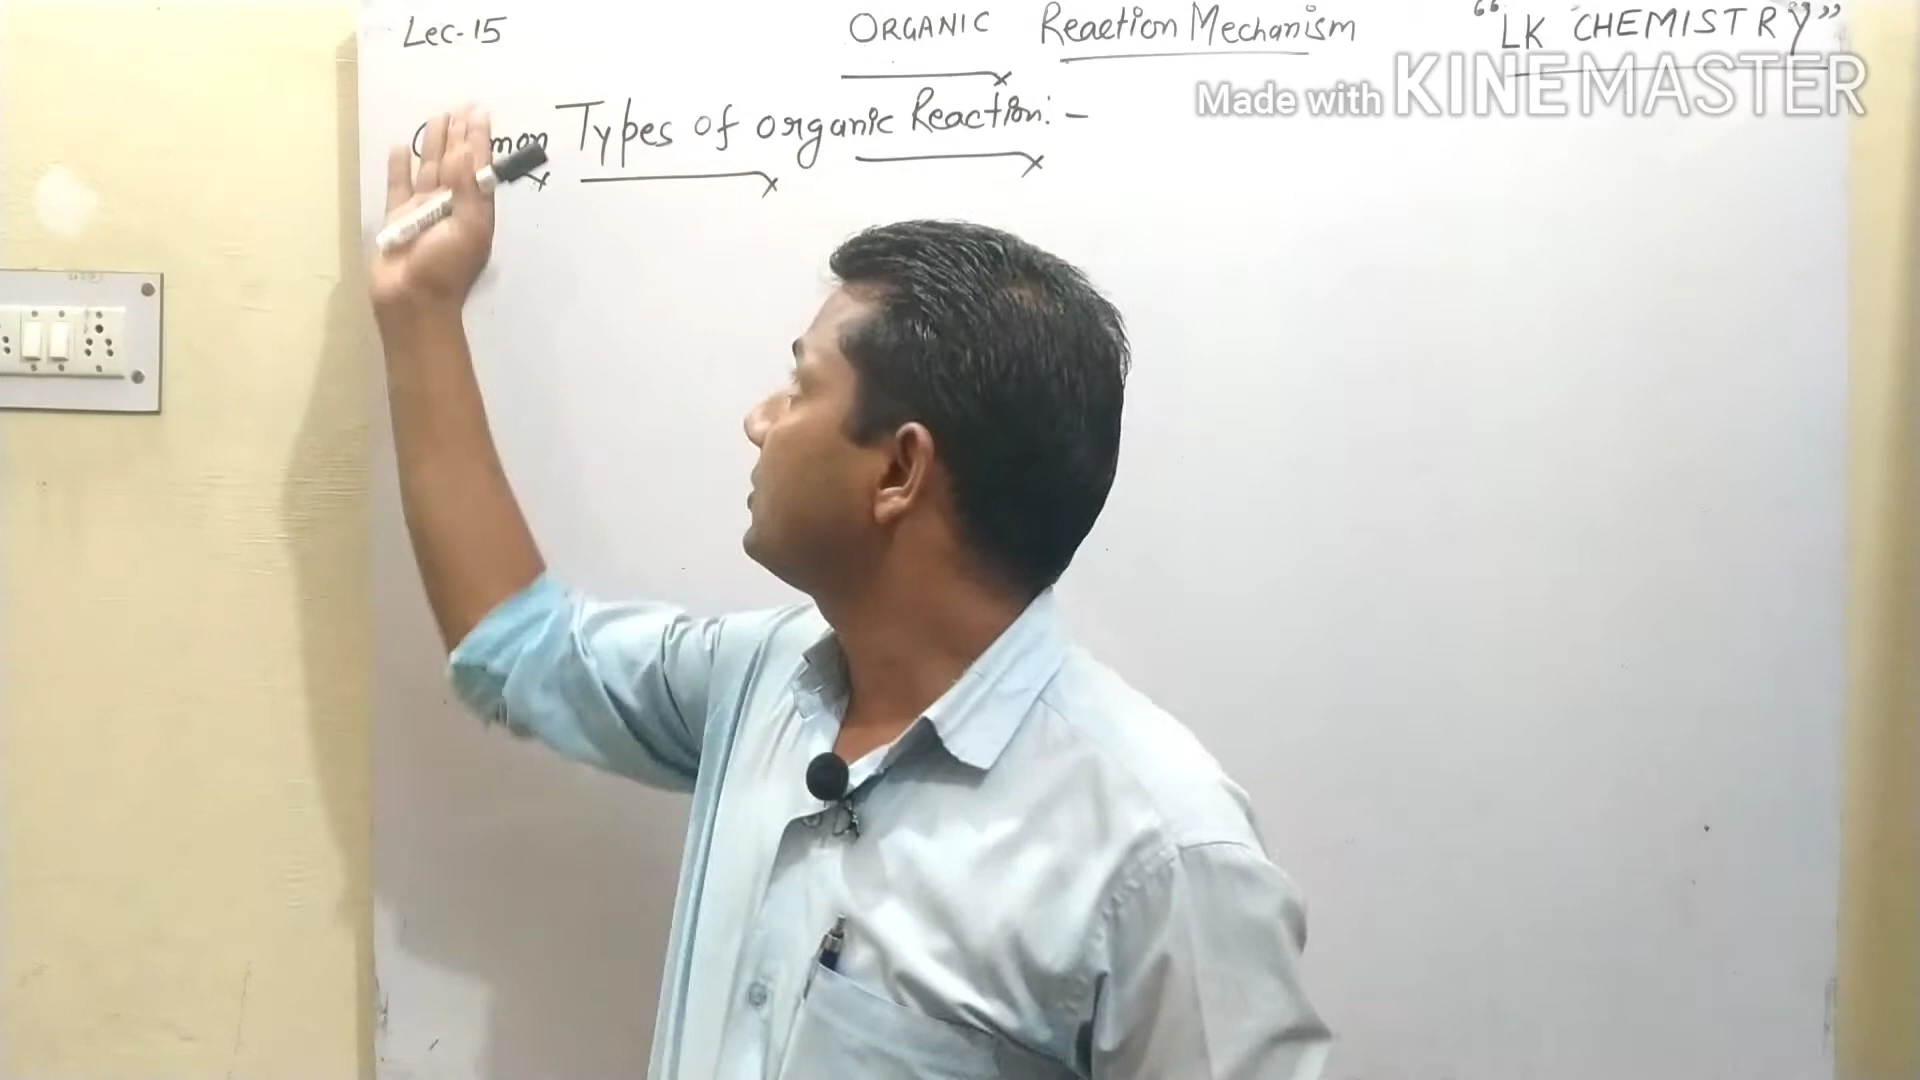 Lec-15 ORGANIC Reaction Mechanism "LK CHEMISTRY"
Made with KINEMASTER
Types of organic Reaction:-